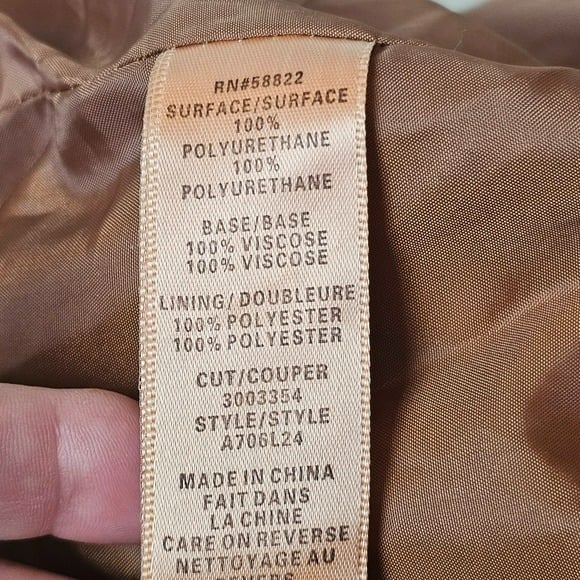 RN#58822
SURFACE/SURFACE
100%
POLYURETHANE
100%
POLYURETHANE
BASE/BASE
100% VISCOSE
100% VISCOSE
LINING/DOUBLEURE
100% POLYESTER
100% POLYESTER
CUT/COUPER
3003354
STYLE/STYLE
A706L24
MADE IN CHINA
FAIT DANS
LA CHINE
CARE ON REVERSE
NETTOYAGE AU